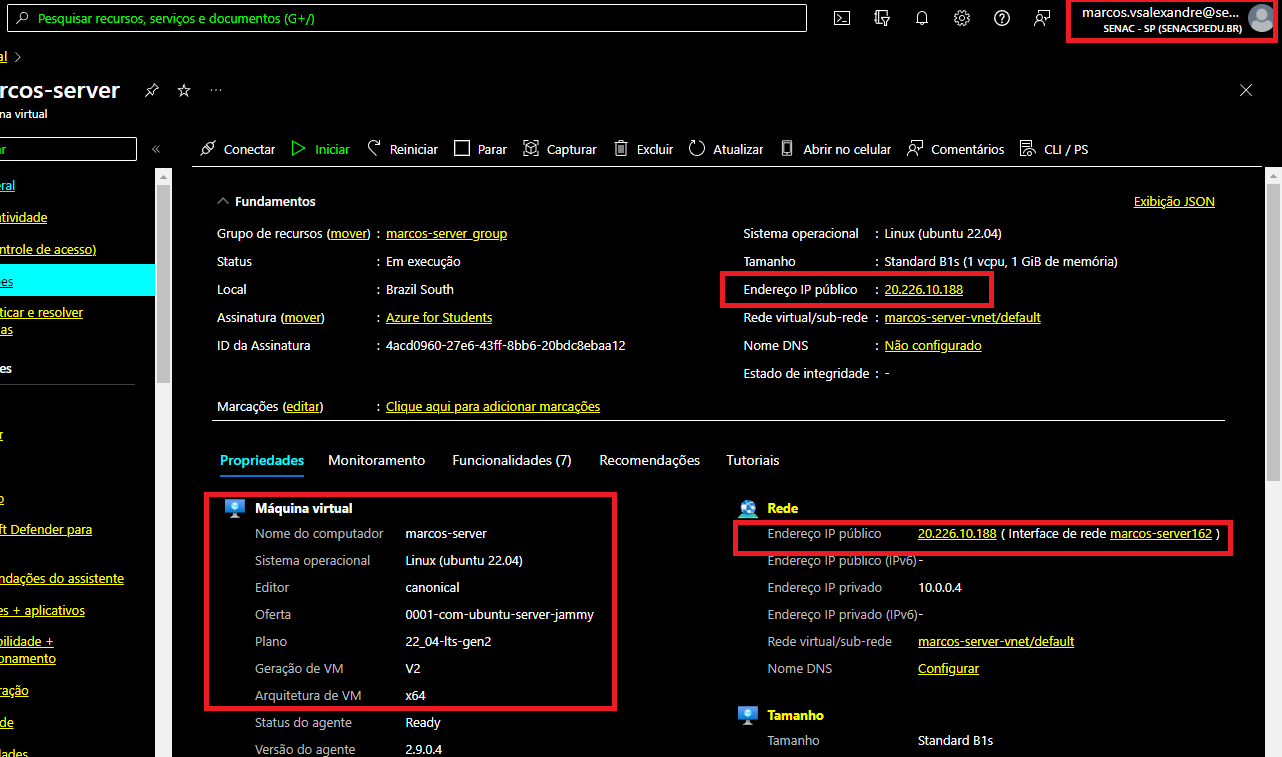 Pesquisar recursos, serviços e documentos (G+/)
marcos.vsalexandre@se...
SENAC - SP (SENACSP.EDU.BR)
al >
rcos-server ...
na virtual
ar «
Conectar Iniciar Reiniciar Parar Capturar Excluir Atualizar Abrir no celular Comentários CLI / PS
eral
atividade
ntrole de acesso)
es
ticar e resolver
as
es
r
o
ft Defender para
ndações do assistente
es + aplicativos
bilidade +
onamento
ração
de
dades
Fundamentos
Exibição JSON
Grupo de recursos (mover) : marcos-server_group
Status : Em execução
Local : Brazil South
Assinatura (mover) : Azure for Students
ID da Assinatura : 4acd0960-27e6-43ff-8bb6-20bdc8ebaa12
Sistema operacional : Linux (ubuntu 22.04)
Tamanho : Standard B1s (1 vcpu, 1 GiB de memória)
Endereço IP público : 20.226.10.188
Rede virtual/sub-rede : marcos-server-vnet/default
Nome DNS : Não configurado
Estado de integridade : -
Marcações (editar) : Clique aqui para adicionar marcações
Propriedades Monitoramento Funcionalidades (7) Recomendações Tutoriais
Máquina virtual
Nome do computador marcos-server
Sistema operacional Linux (ubuntu 22.04)
Editor canonical
Oferta 0001-com-ubuntu-server-jammy
Plano 22_04-lts-gen2
Geração de VM V2
Arquitetura de VM x64
Status do agente Ready
Versão do agente 2.9.0.4
Rede
Endereço IP público 20.226.10.188 ( Interface de rede marcos-server162 )
Endereço IP público (IPv6) -
Endereço IP privado 10.0.0.4
Endereço IP privado (IPv6) -
Rede virtual/sub-rede marcos-server-vnet/default
Nome DNS Configurar
Tamanho
Tamanho Standard B1s